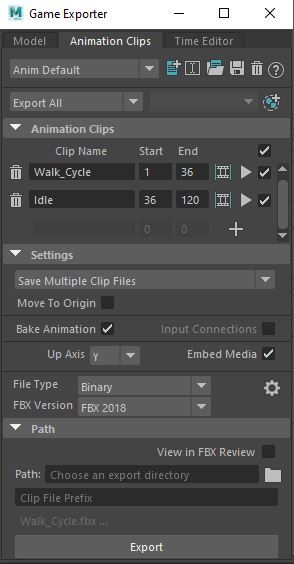 Game Exporter
Model Animation Clips Time Editor
Anim Default
Export All
Animation Clips
Clip Name Start End
Walk_Cycle 1 36
Idle 36 120
0 0
Settings
Save Multiple Clip Files
Move To Origin
Bake Animation Input Connections
Up Axis Y Embed Media
File Type Binary
FBX Version FBX 2018
Path
View in FBX Review
Path: Choose an export directory
Clip File Prefix
Walk_Cycle.fbx ...
Export